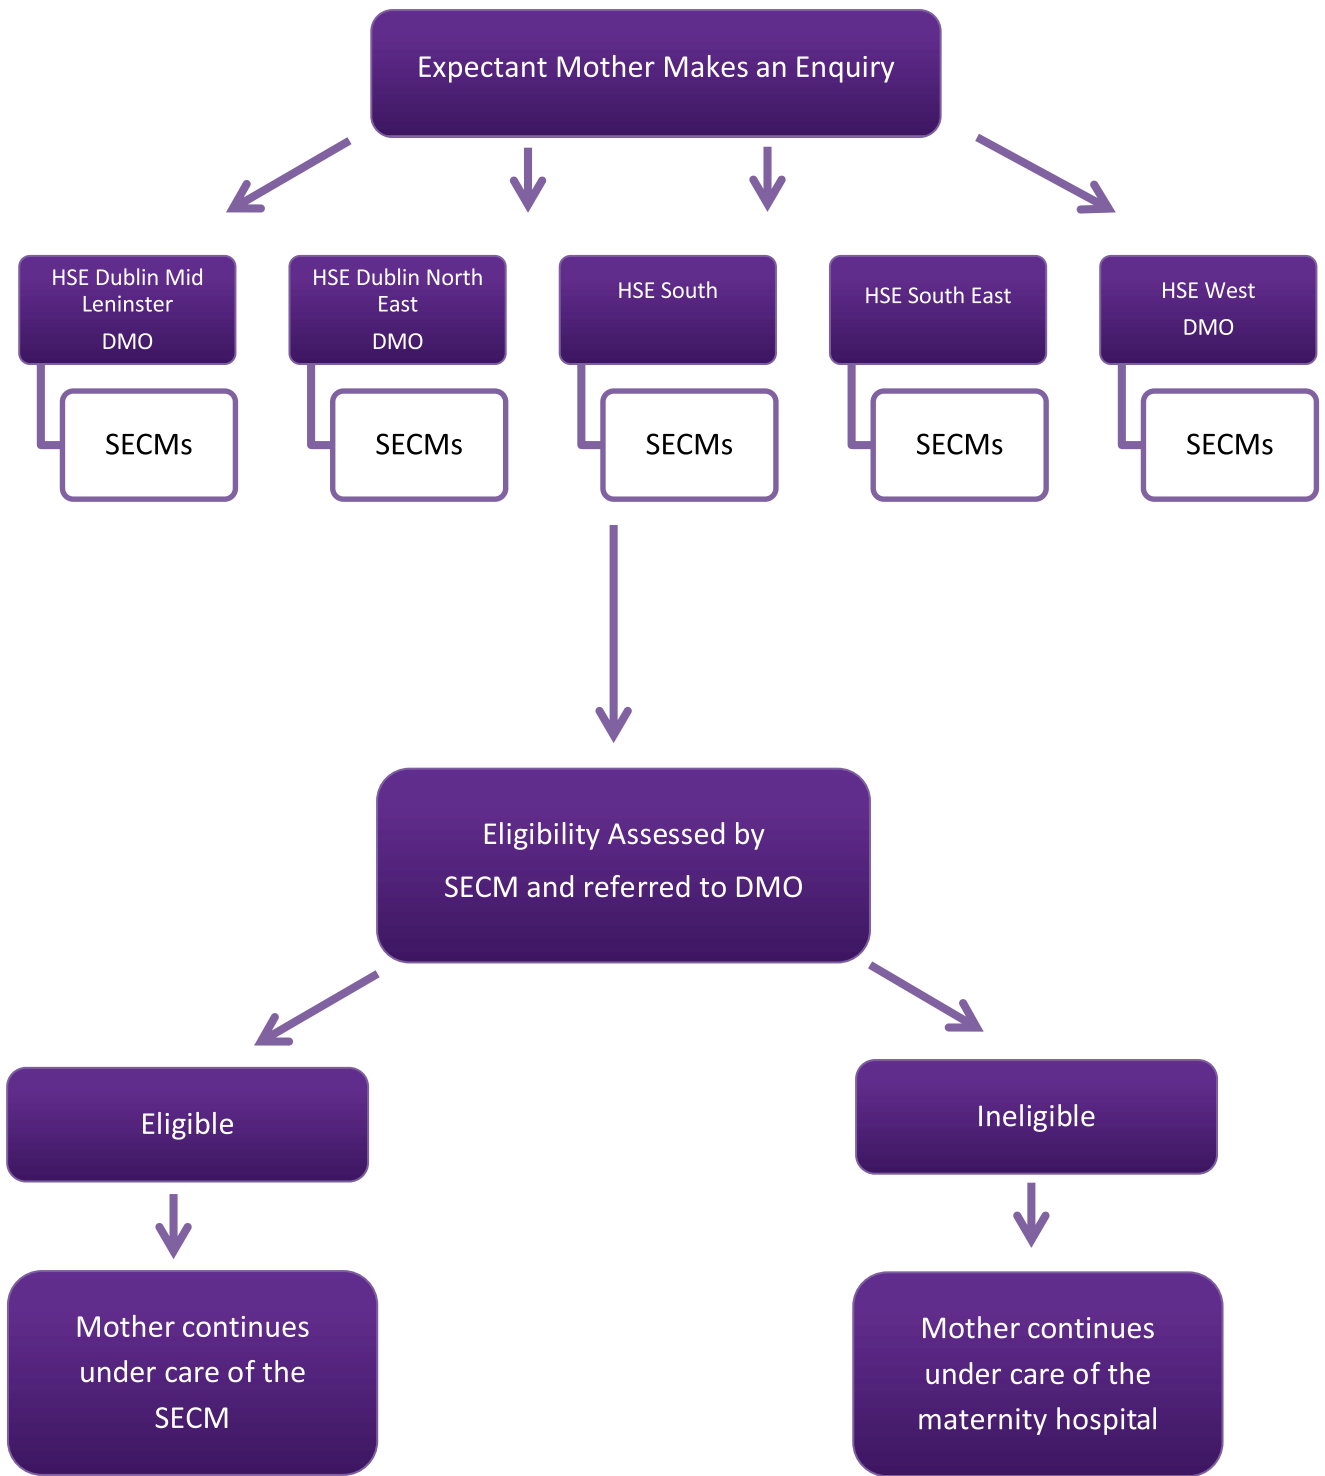 Expectant Mother Makes an Enquiry
HSE Dublin Mid
Leninster
DMO
HSE Dublin North
East
DMO
HSE South
HSE South East
HSE West
DMO
SECMs
SECMs
SECMs
SECMs
SECMs
Eligibility Assessed by
SECM and referred to DMO
Eligible
Ineligible
Mother continues
under care of the
SECM
Mother continues
under care of the
maternity hospital